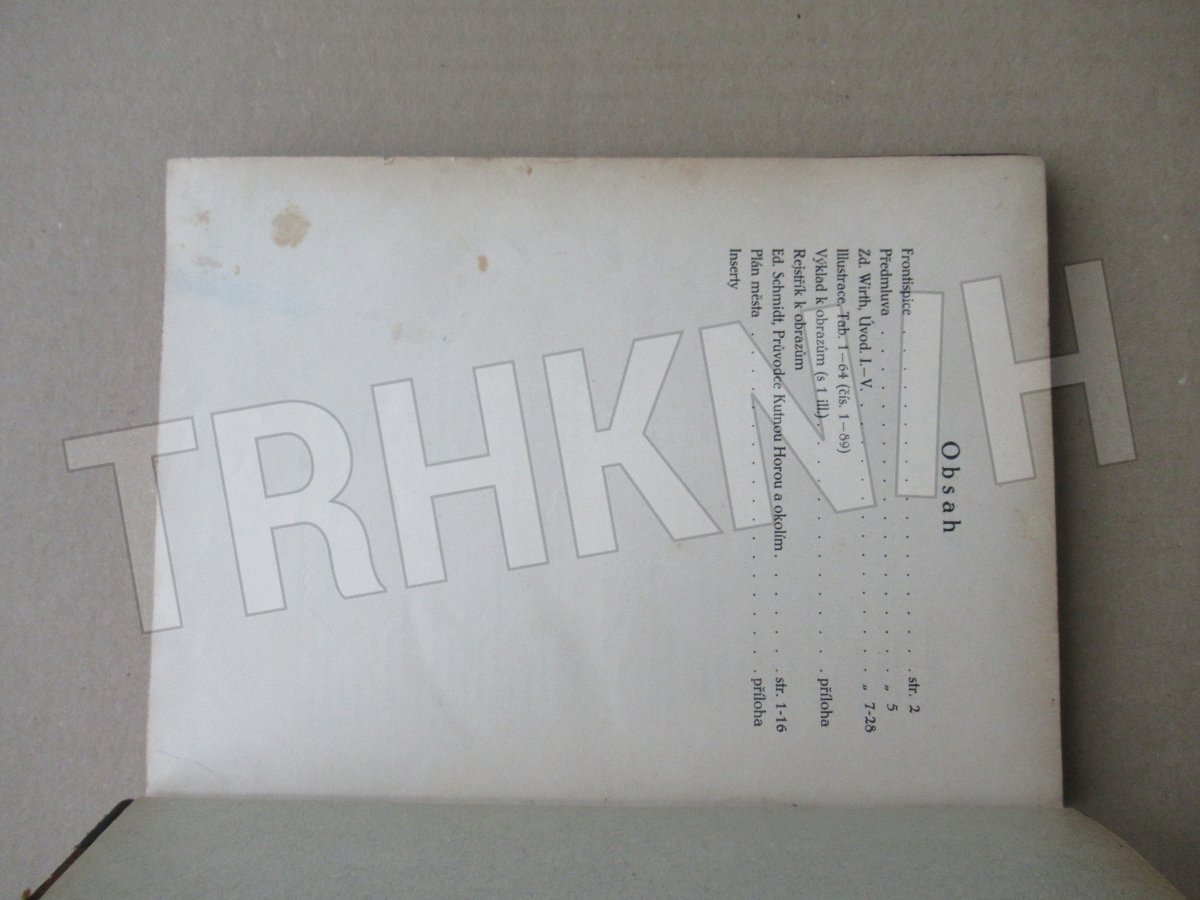 Obsah
Frontispice . . . . . . . . . . . . . . . str. 2
Předmluva . . . . . . . . . . . . . . . „ 5
Zd. Wirth, Úvod. I.–V. . . . . . . . . . . . . „ 7-28
Illustrace, Tab. 1–64 (čís. 1–89)
Výklad k obrazům (s 1 ill.) . . . . . . . . . . příloha
Rejstřík k obrazům
Ed. Schmidt, Průvodce Kutnou Horou a okolím . . . . . . str. 1-16
Plán města . . . . . . . . . . . . . . . příloha
Inserty
TRHKNIH